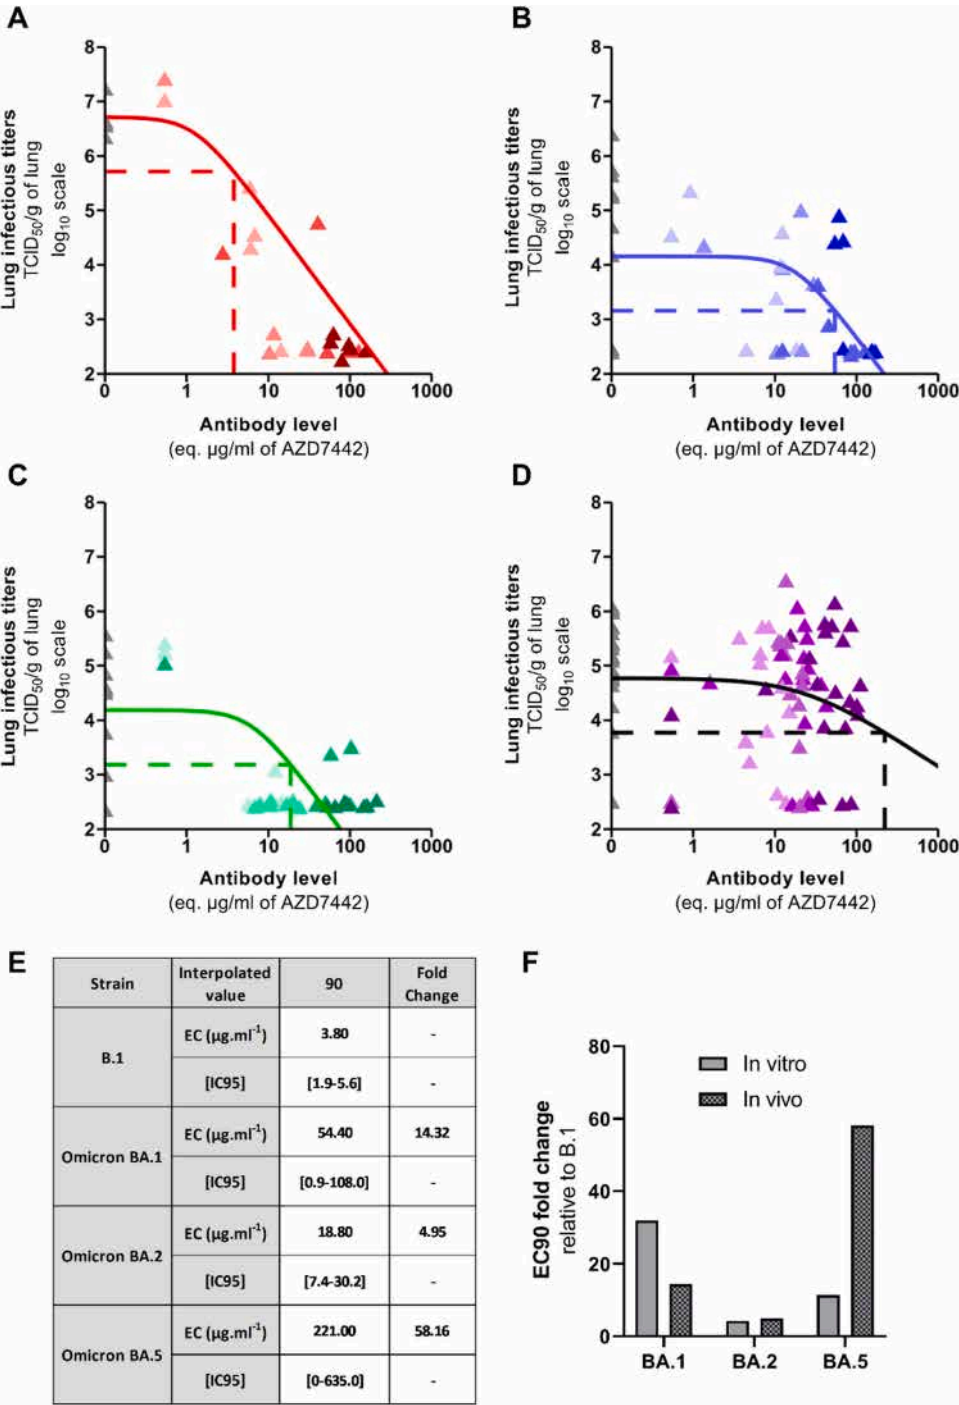 A
Lung infectious titers
TCID50/g of lung
log10 scale
8
7
6
5
4
3
2
0
1
10
100
1000
Antibody level
(eq. µg/ml of AZD7442)
B
Lung infectious titers
TCID50/g of lung
log10 scale
8
7
6
5
4
3
2
0
1
10
100
1000
Antibody level
(eq. µg/ml of AZD7442)
C
Lung infectious titers
TCID50/g of lung
log10 scale
8
7
6
5
4
3
2
0
1
10
100
1000
Antibody level
(eq. µg/ml of AZD7442)
D
Lung infectious titers
TCID50/g of lung
log10 scale
8
7
6
5
4
3
2
0
1
10
100
1000
Antibody level
(eq. µg/ml of AZD7442)
E
Strain
Interpolated
value
90
Fold
Change
B.1
EC (µg.ml-1)
3.80
-
[IC95]
[1.9-5.6]
-
Omicron BA.1
EC (µg.ml-1)
54.40
14.32
[IC95]
[0.9-108.0]
-
Omicron BA.2
EC (µg.ml-1)
18.80
4.95
[IC95]
[7.4-30.2]
-
Omicron BA.5
EC (µg.ml-1)
221.00
58.16
[IC95]
[0-635.0]
-
F
EC90 fold change
relative to B.1
80
60
40
20
0
In vitro
In vivo
BA.1
BA.2
BA.5